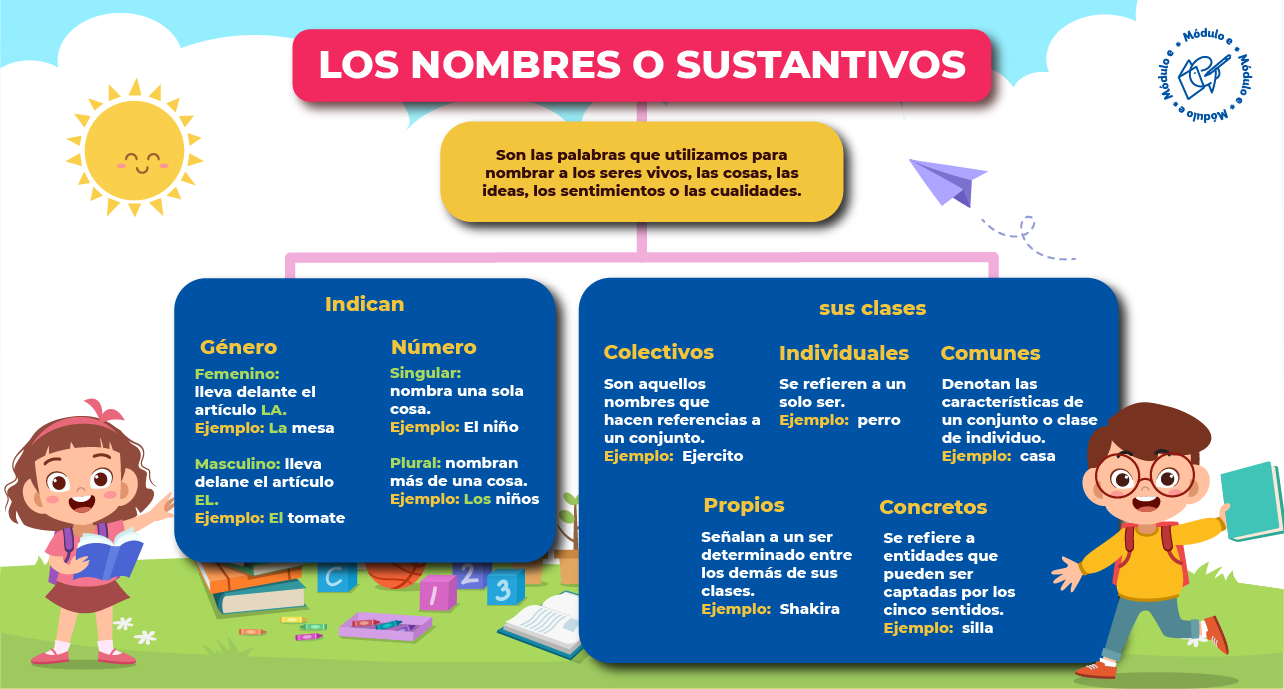 LOS NOMBRES O SUSTANTIVOS
Módulo e * Módulo e * Módulo e * Módulo e *
Son las palabras que utilizamos para
nombrar a los seres vivos, las cosas, las
ideas, los sentimientos o las cualidades.
Indican
Género
Femenino:
lleva delante el
artículo LA.
Ejemplo: La mesa
Masculino: lleva
delane el artículo
EL.
Ejemplo: El tomate
Número
Singular:
nombra una sola
cosa.
Ejemplo: El niño
Plural: nombran
más de una cosa.
Ejemplo: Los niños
sus clases
Colectivos
Son aquellos
nombres que
hacen referencias a
un conjunto.
Ejemplo: Ejercito
Individuales
Se refieren a un
solo ser.
Ejemplo: perro
Comunes
Denotan las
características de
un conjunto o clase
de individuo.
Ejemplo: casa
Propios
Señalan a un ser
determinado entre
los demás de sus
clases.
Ejemplo: Shakira
Concretos
Se refiere a
entidades que
pueden ser
captadas por los
cinco sentidos.
Ejemplo: silla
C
2
1
3